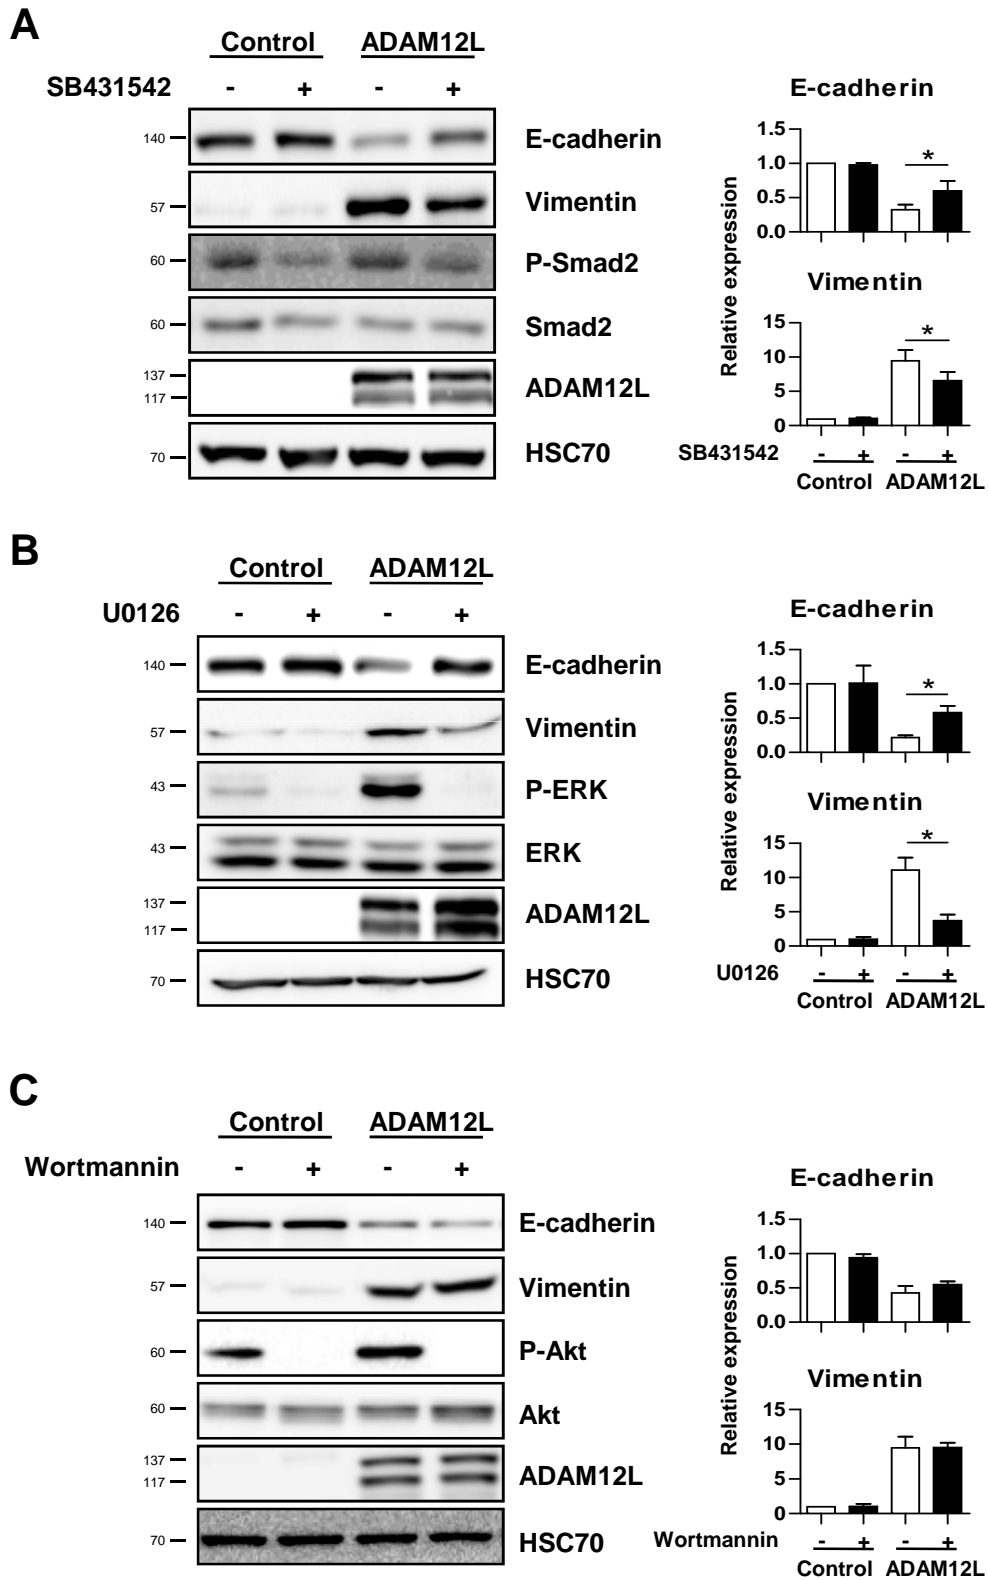 A
Control ADAM12L
SB431542 - + - +
140 E-cadherin
57 Vimentin
60 P-Smad2
60 Smad2
137
117 ADAM12L
70 HSC70
E-cadherin
1.5
1.0
0.5
0.0
*
Relative expression
Vimentin
15
10
5
0
*
SB431542 - + - +
Control ADAM12L
B
Control ADAM12L
U0126 - + - +
140 E-cadherin
57 Vimentin
43 P-ERK
43 ERK
137
117 ADAM12L
70 HSC70
E-cadherin
1.5
1.0
0.5
0.0
*
Relative expression
Vimentin
15
10
5
0
*
U0126 - + - +
Control ADAM12L
C
Control ADAM12L
Wortmannin - + - +
140 E-cadherin
57 Vimentin
60 P-Akt
60 Akt
137
117 ADAM12L
70 HSC70
E-cadherin
1.5
1.0
0.5
0.0
Relative expression
Vimentin
15
10
5
0
Wortmannin - + - +
Control ADAM12L